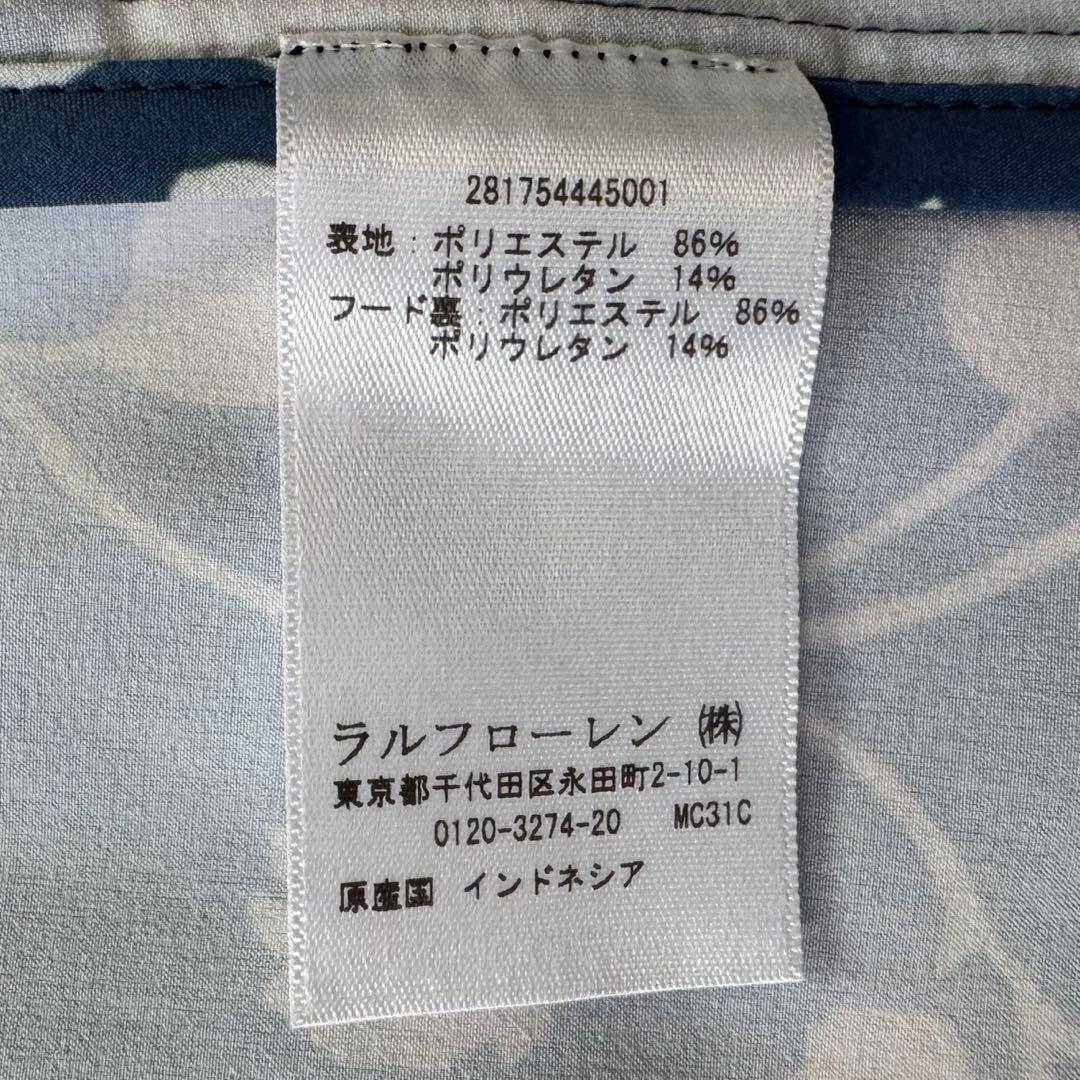 281754445001
表地：ポリエステル 86%
ポリウレタン 14%
フード裏：ポリエステル 86%
ポリウレタン 14%
ラルフローレン ㈱
東京都千代田区永田町2-10-1
0120-3274-20 MC31C
原産国 インドネシア